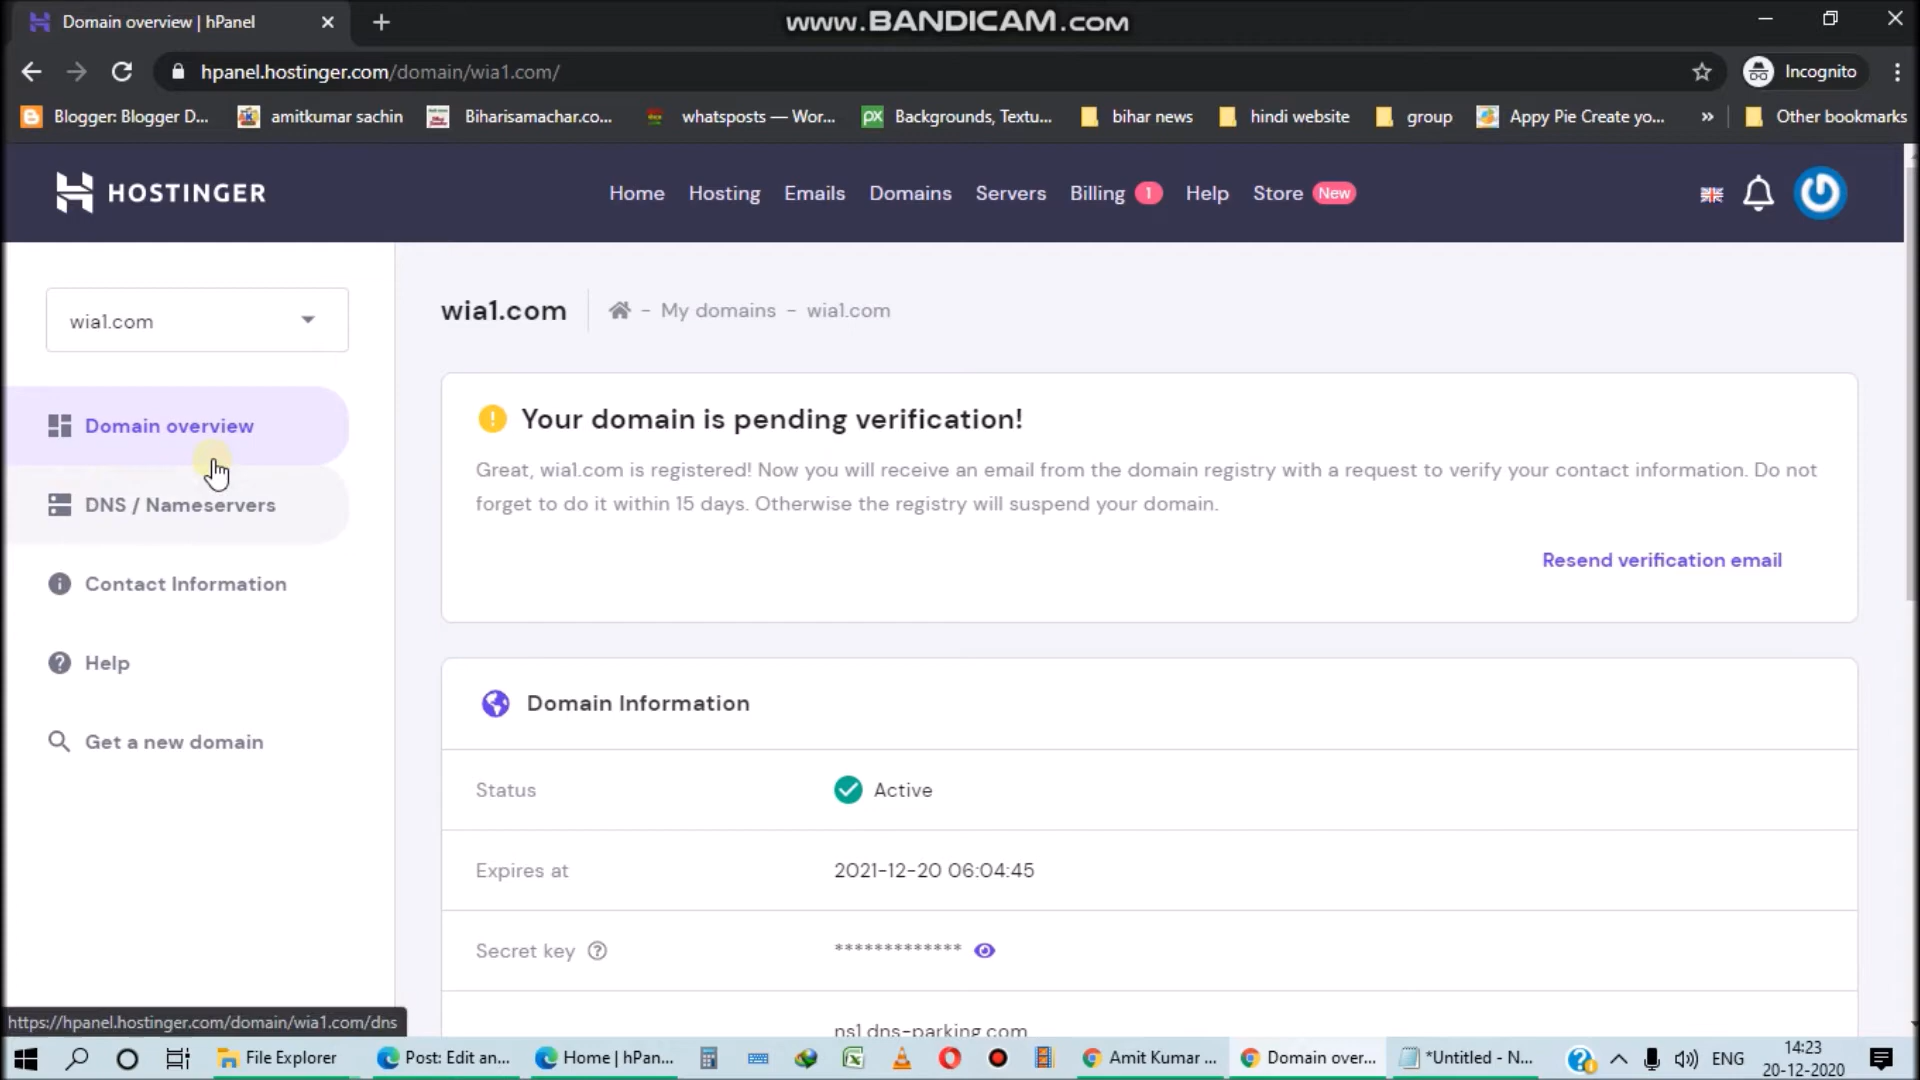 Domain overview | hPanel
www.BANDICAM.com
hpanel.hostinger.com/domain/wia1.com/
Incognito
Blogger: Blogger D...
amitkumar sachin
Biharisamachar.co...
whatsposts — Wor...
px
Backgrounds, Textu...
bihar news
hindi website
group
Appy Pie Create yo...
»
Other bookmarks
HOSTINGER
Home
Hosting
Emails
Domains
Servers
Billing 1
Help
Store New
wia1.com
wia1.com
- My domains - wia1.com
Domain overview
DNS / Nameservers
Contact Information
Help
Get a new domain
Your domain is pending verification!
Great, wia1.com is registered! Now you will receive an email from the domain registry with a request to verify your contact information. Do not
forget to do it within 15 days. Otherwise the registry will suspend your domain.
Resend verification email
Domain Information
Status
Active
Expires at
2021-12-20 06:04:45
Secret key
*************
ns1.dns-parking.com
https://hpanel.hostinger.com/domain/wia1.com/dns
File Explorer
Post: Edit an...
Home | hPan...
Amit Kumar ...
Domain over...
*Untitled - N...
ENG
14:23
20-12-2020